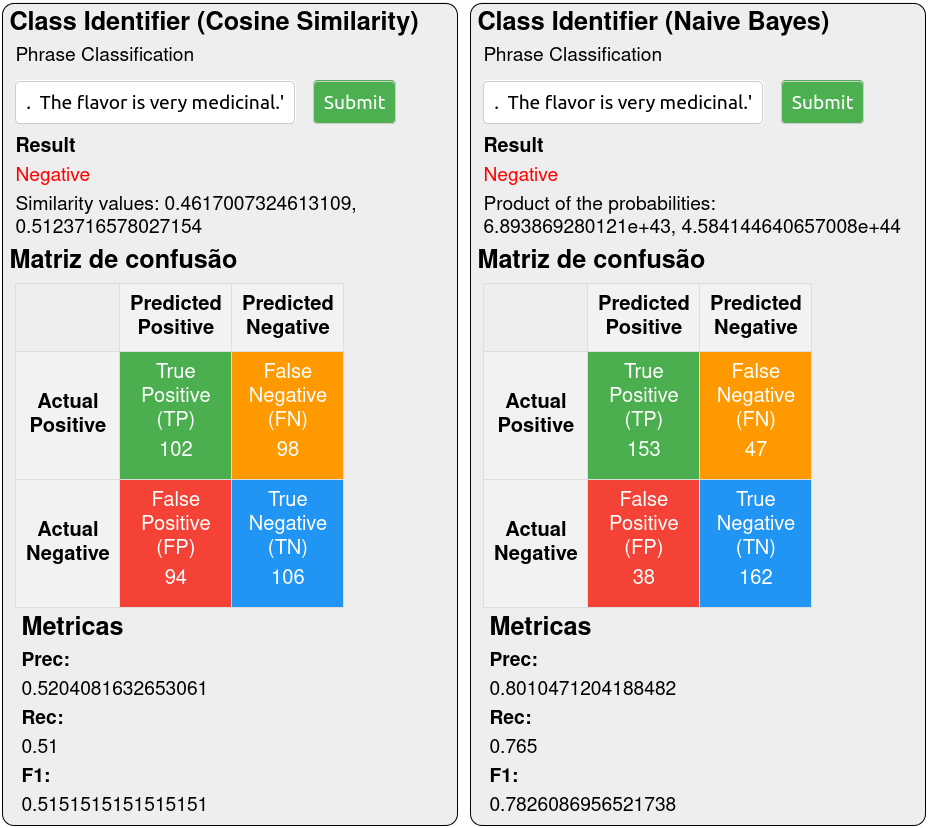 Class Identifier (Cosine Similarity)
Phrase Classification
. The flavor is very medicinal.'
Submit
Result
Negative
Similarity values: 0.4617007324613109,
0.5123716578027154
Matriz de confusão
Predicted
Positive
Predicted
Negative
Actual
Positive
True
Positive
(TP)
102
False
Negative
(FN)
98
Actual
Negative
False
Positive
(FP)
94
True
Negative
(TN)
106
Metricas
Prec:
0.5204081632653061
Rec:
0.51
F1:
0.5151515151515151
Class Identifier (Naive Bayes)
Phrase Classification
. The flavor is very medicinal.'
Submit
Result
Negative
Product of the probabilities:
6.893869280121e+43, 4.584144640657008e+44
Matriz de confusão
Predicted
Positive
Predicted
Negative
Actual
Positive
True
Positive
(TP)
153
False
Negative
(FN)
47
Actual
Negative
False
Positive
(FP)
38
True
Negative
(TN)
162
Metricas
Prec:
0.8010471204188482
Rec:
0.765
F1:
0.7826086956521738